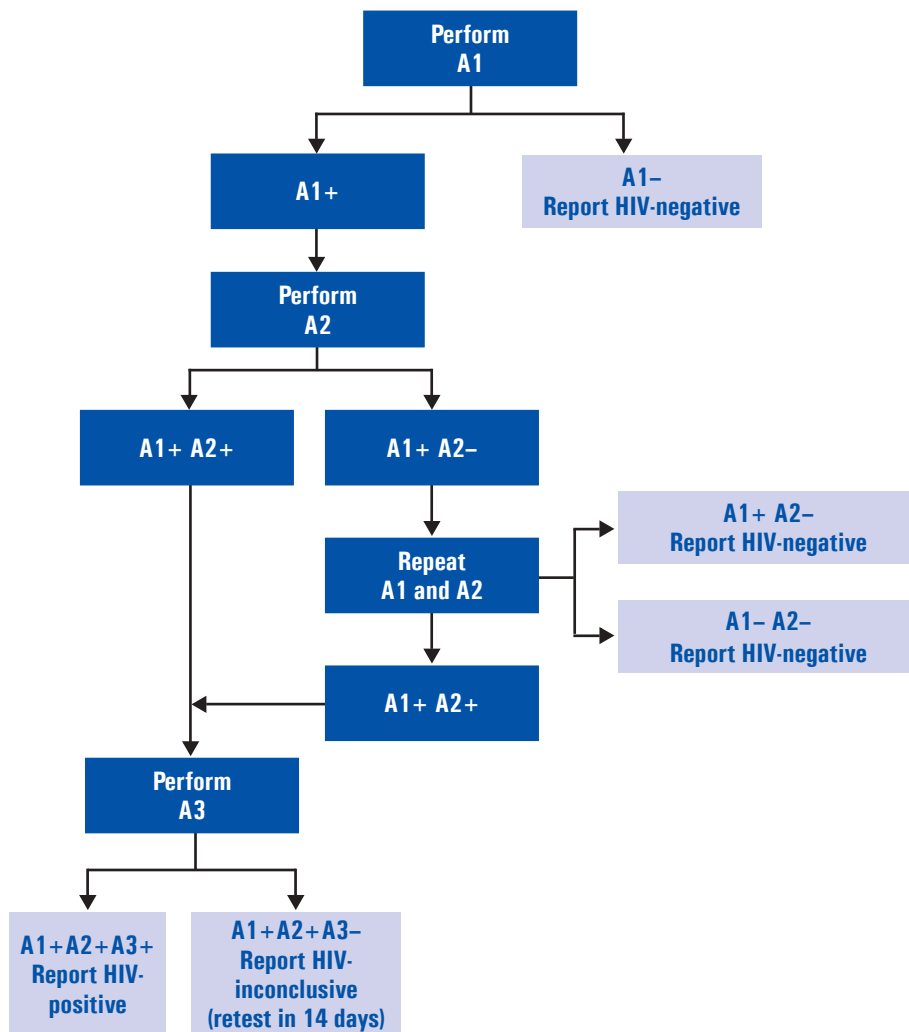 Perform
A1
A1+
A1–
Report HIV-negative
Perform
A2
A1+ A2+
A1+ A2–
Repeat
A1 and A2
A1+ A2–
Report HIV-negative
A1– A2–
Report HIV-negative
A1+ A2+
Perform
A3
A1+A2+A3+
Report HIV-
positive
A1+A2+A3–
Report HIV-
inconclusive
(retest in 14 days)